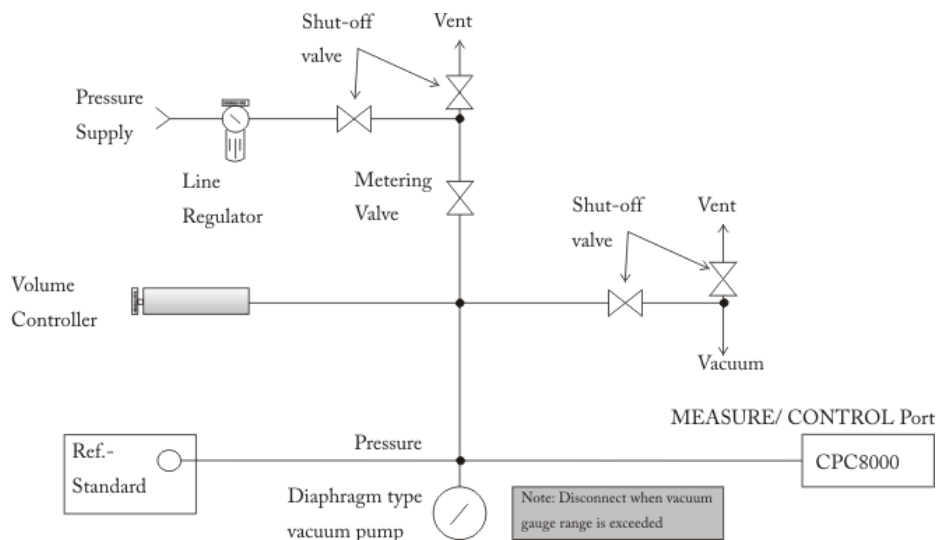 Shut-off
valve
Vent
Pressure
Supply
Line
Regulator
Metering
Valve
Shut-off
valve
Vent
Volume
Controller
Vacuum
MEASURE/ CONTROL Port
Pressure
Ref.-
Standard
CPC8000
Diaphragm type
vacuum pump
Note: Disconnect when vacuum
gauge range is exceeded